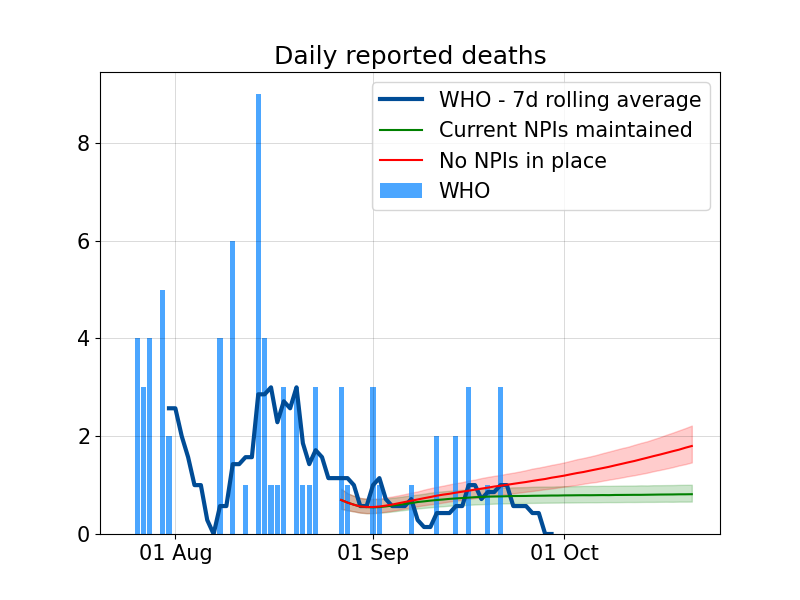 Daily reported deaths
WHO - 7d rolling average
Current NPIs maintained
No NPIs in place
WHO
8
6
4
2
0
01 Aug
01 Sep
01 Oct